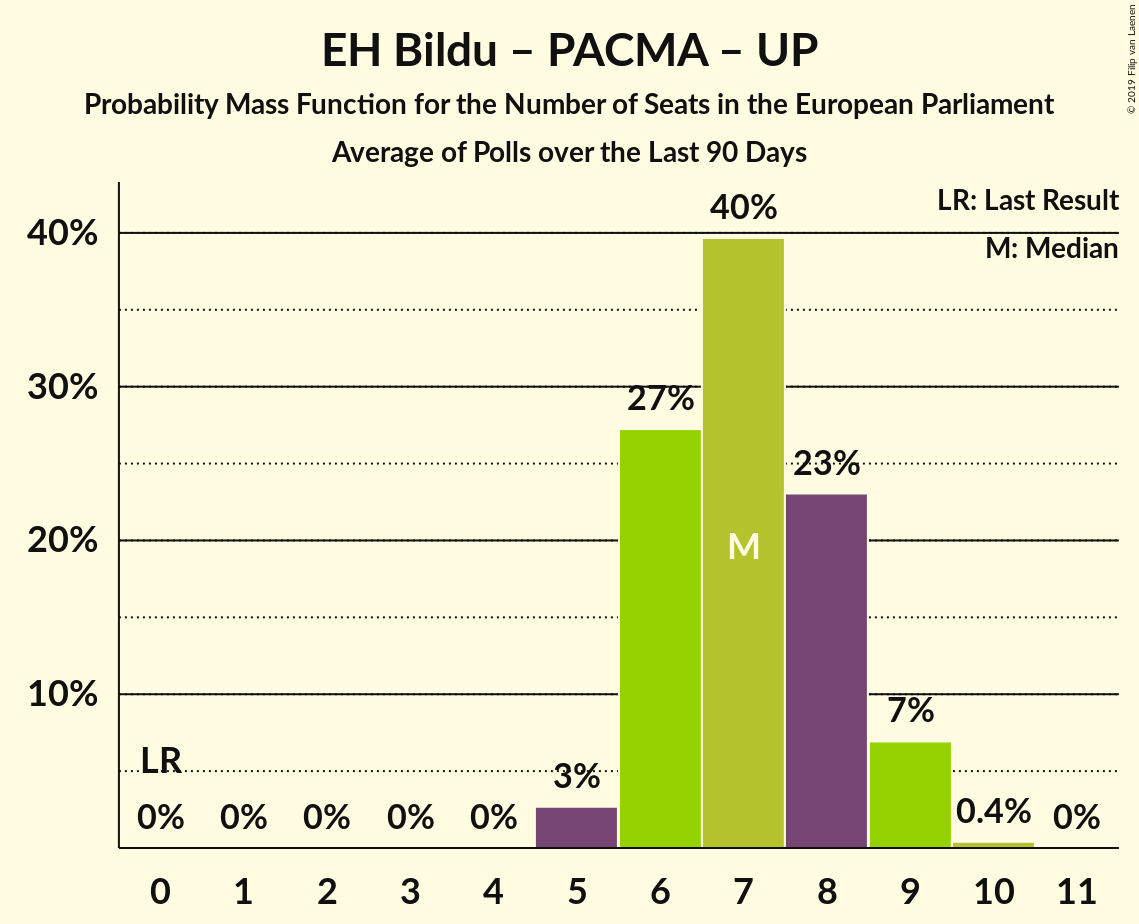 EH Bildu – PACMA – UP
Probability Mass Function for the Number of Seats in the European Parliament
Average of Polls over the Last 90 Days
© 2019 Filip van Laenen
LR: Last Result
M: Median
40%
30%
20%
10%
LR
0%
0%
0%
0%
0%
3%
27%
40%
M
23%
7%
0.4%
0%
0 1 2 3 4 5 6 7 8 9 10 11